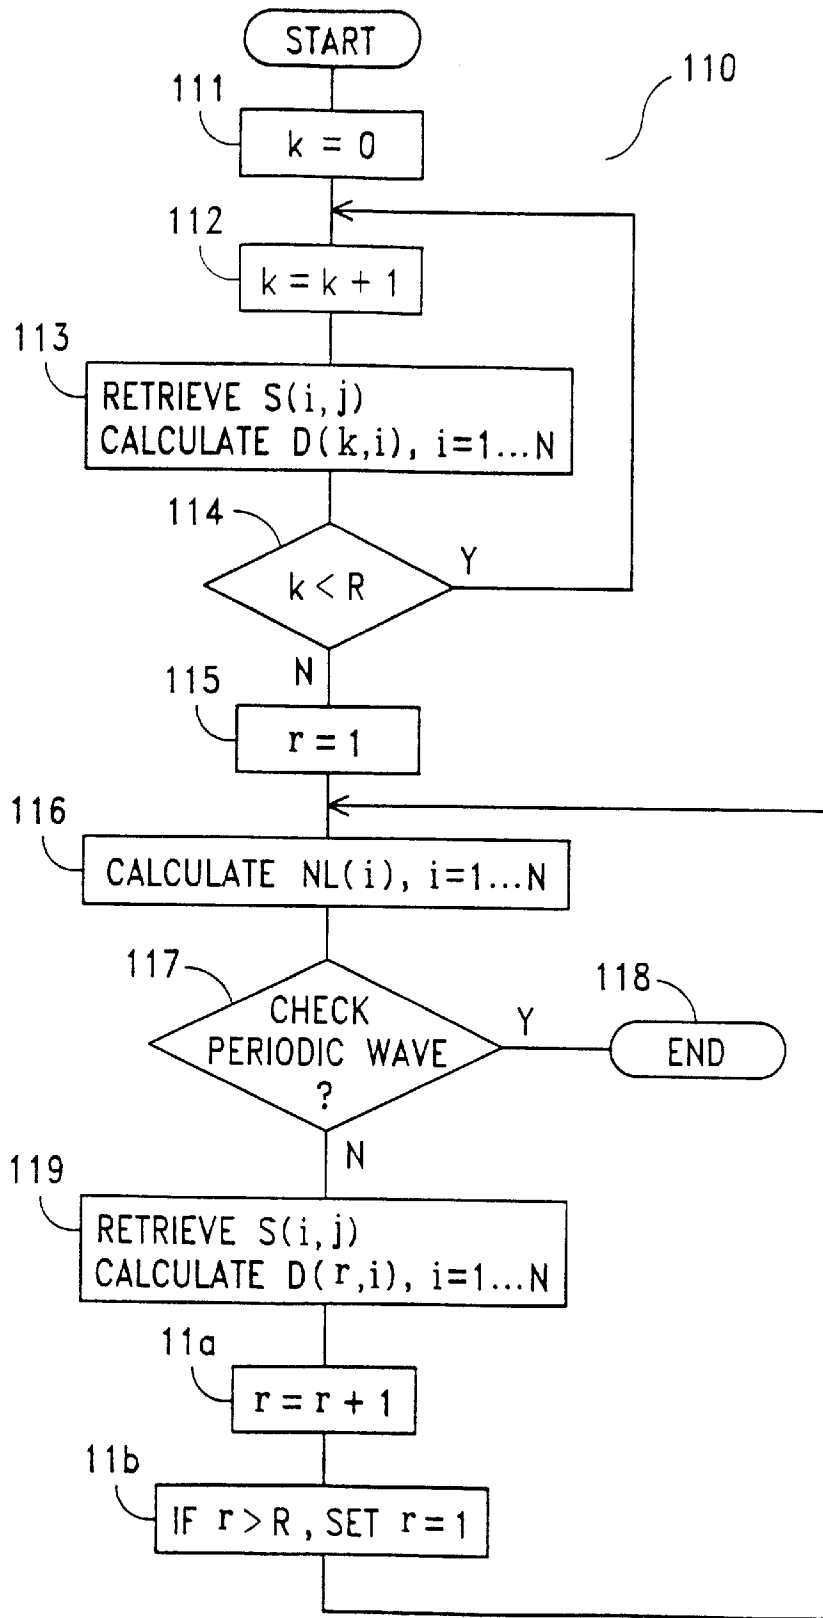 START
110
111
k = 0
112
k = k + 1
113
RETRIEVE S(i,j)
CALCULATE D(k,i), i=1...N
114
k < R
Y
N
115
r = 1
116
CALCULATE NL(i), i=1...N
117
CHECK
PERIODIC WAVE
?
Y
118
END
N
119
RETRIEVE S(i,j)
CALCULATE D(r,i), i=1...N
11a
r = r + 1
11b
IF r > R , SET r = 1